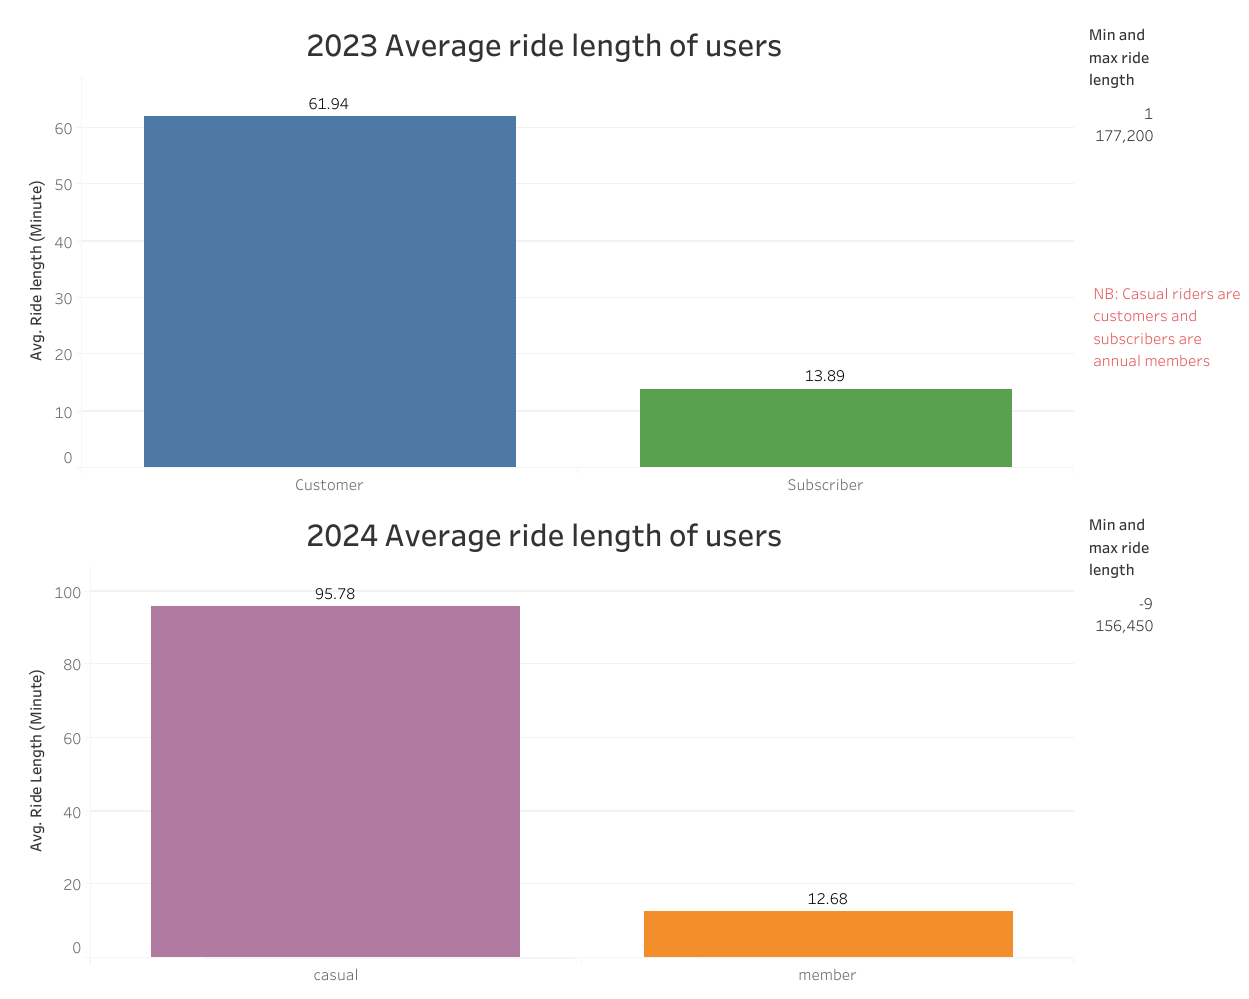 2023 Average ride length of users
Min and
max ride
length
1
177,200
61.94
13.89
Avg. Ride length (Minute)
60
50
40
30
20
10
0
Customer
Subscriber
NB: Casual riders are
customers and
subscribers are
annual members
2024 Average ride length of users
Min and
max ride
length
-9
156,450
95.78
12.68
Avg. Ride Length (Minute)
100
80
60
40
20
0
casual
member